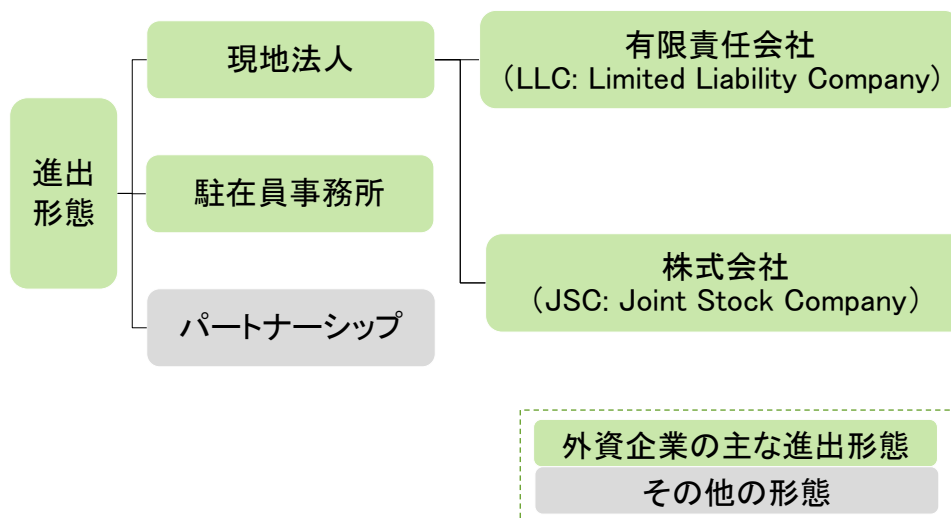 進出
形態
現地法人
駐在員事務所
パートナーシップ
有限責任会社
（LLC: Limited Liability Company）
株式会社
（JSC: Joint Stock Company）
外資企業の主な進出形態
その他の形態